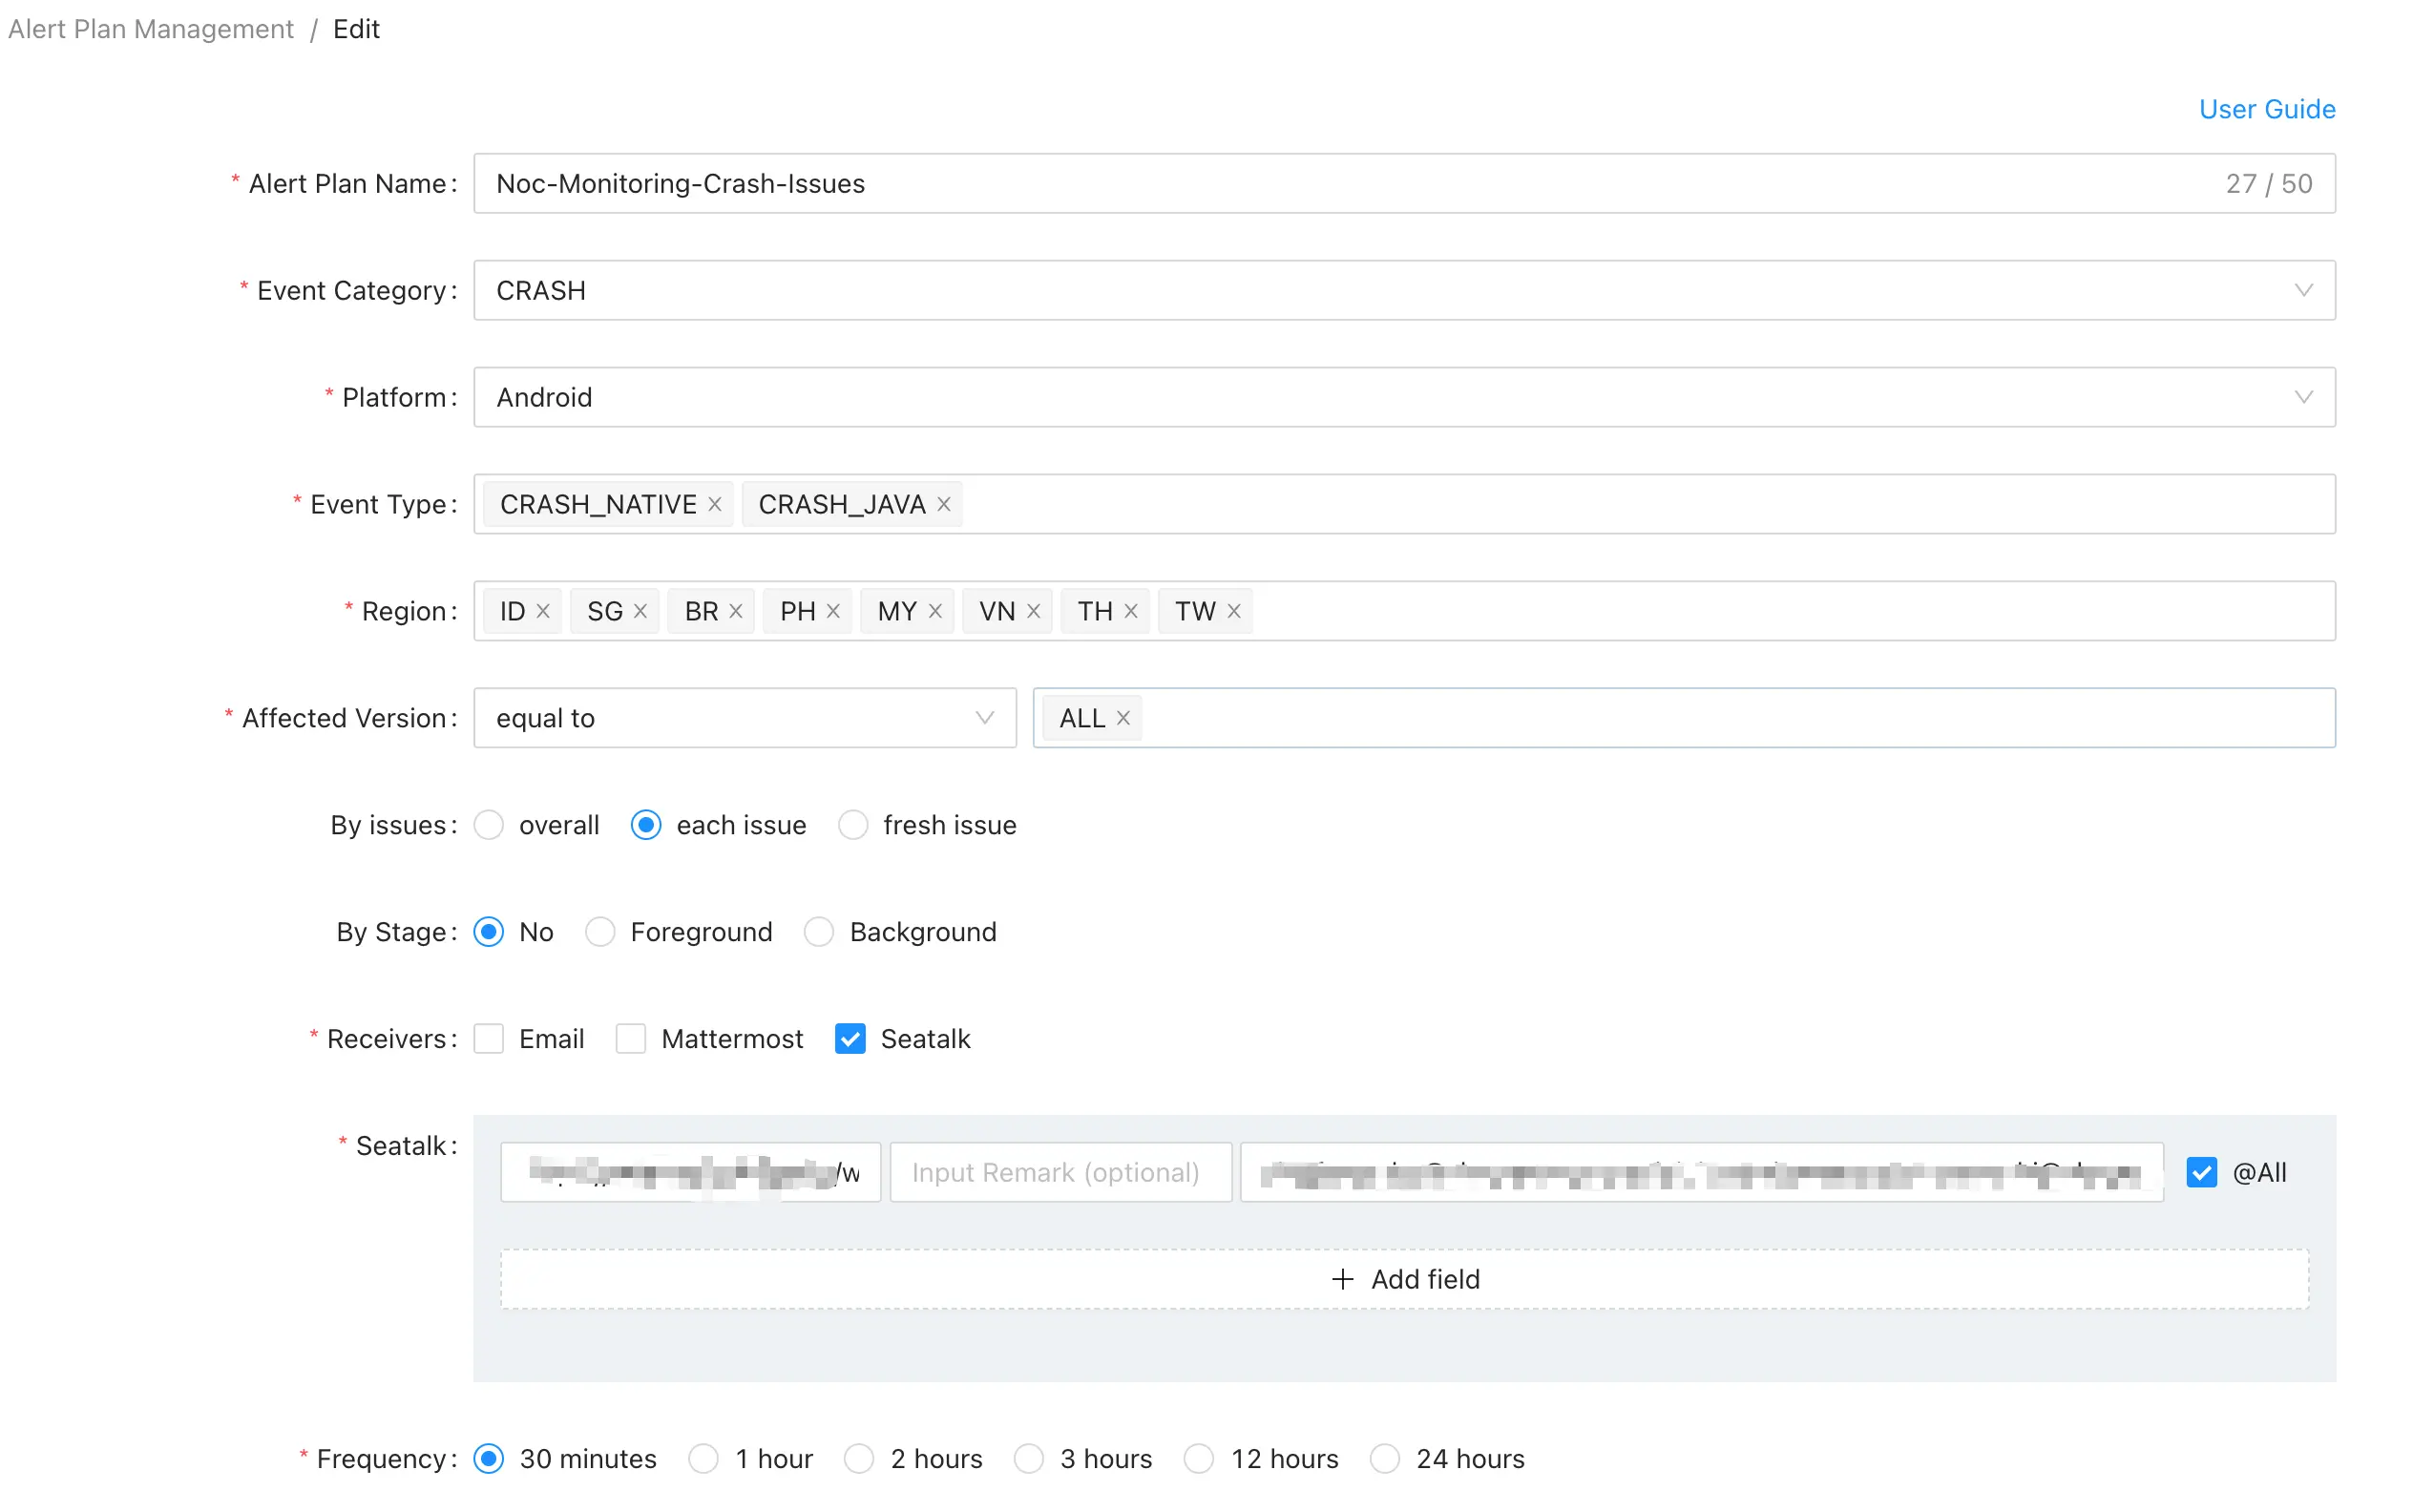 Alert Plan Management / Edit
User Guide
* Alert Plan Name: Noc-Monitoring-Crash-Issues 27 / 50
* Event Category: CRASH
* Platform: Android
* Event Type: CRASH_NATIVE CRASH_JAVA
* Region: ID SG BR PH MY VN TH TW
* Affected Version: equal to ALL
By issues: overall each issue fresh issue
By Stage: No Foreground Background
* Receivers: Email Mattermost Seatalk
* Seatalk: /w Input Remark (optional) @All
+ Add field
* Frequency: 30 minutes 1 hour 2 hours 3 hours 12 hours 24 hours